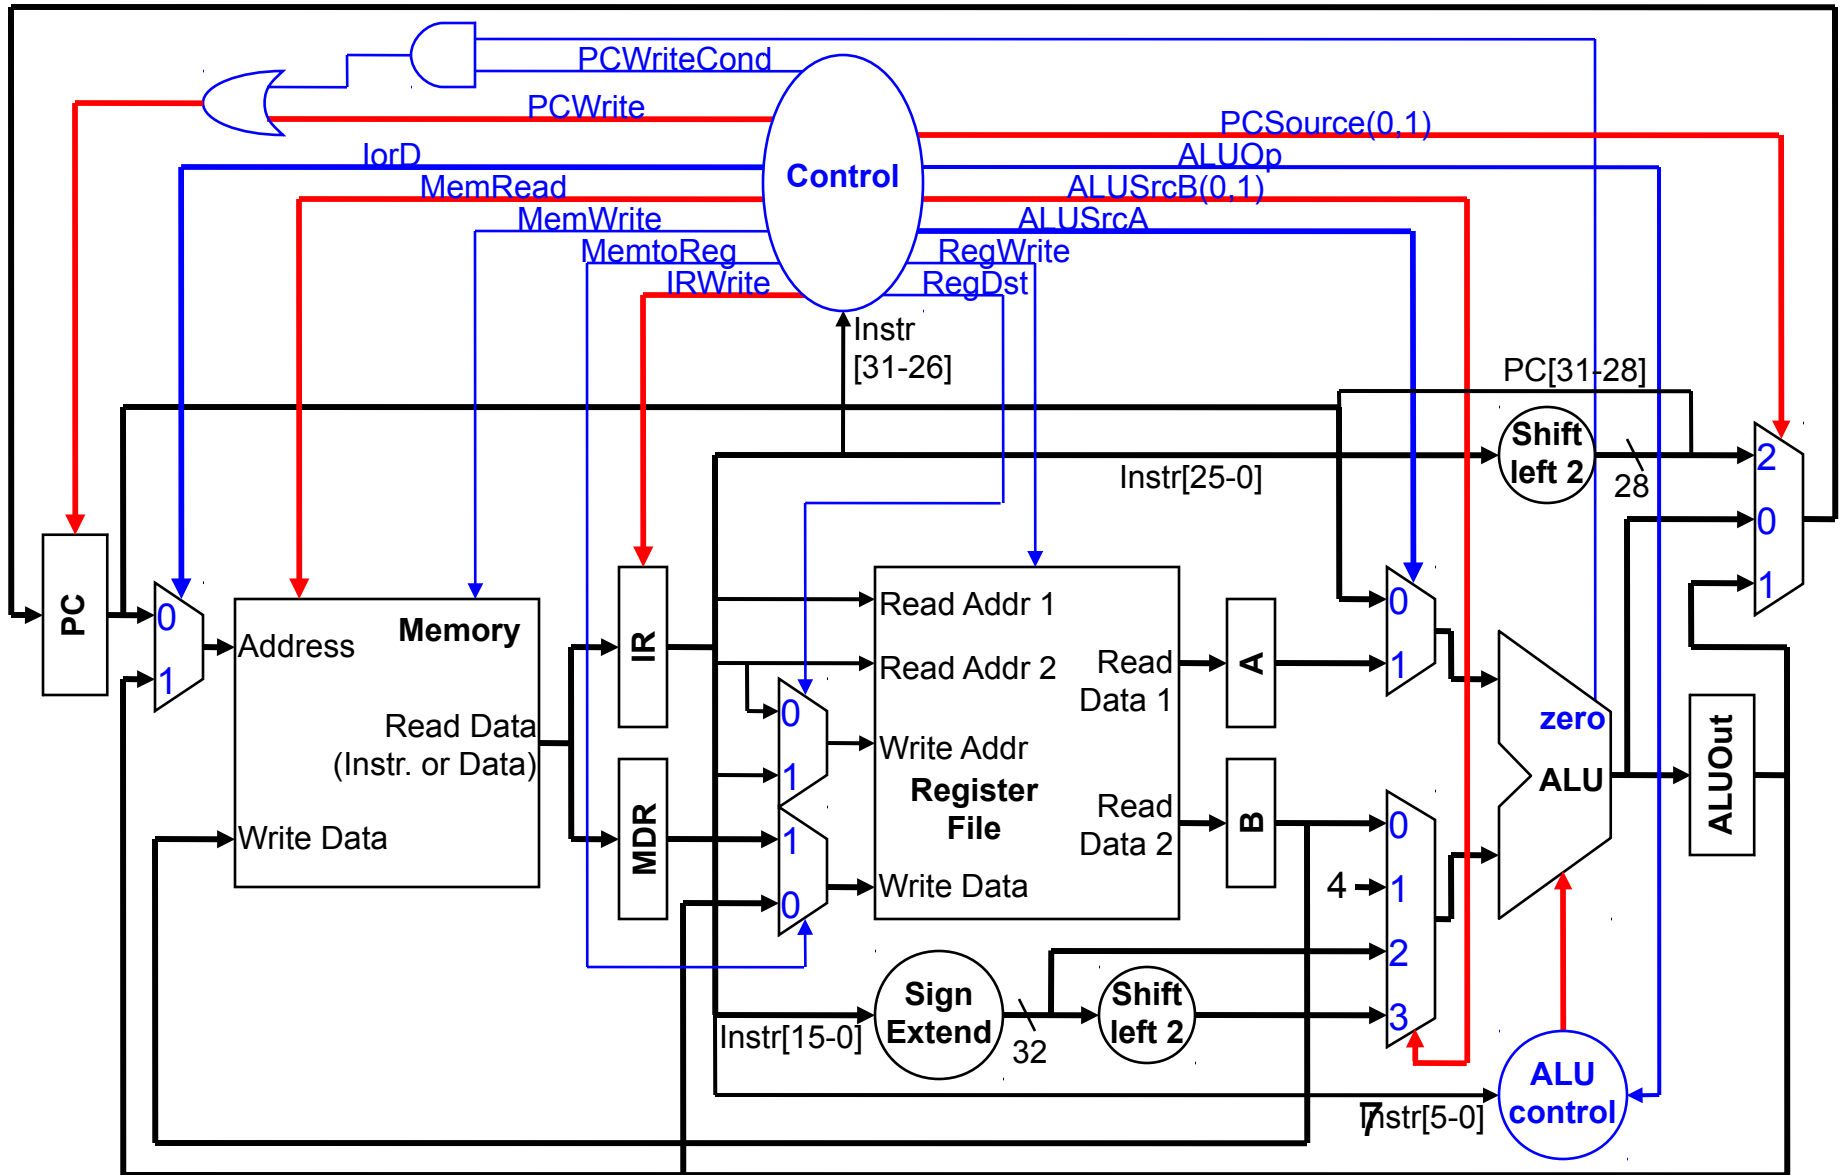 PCWriteCond
PCWrite
PCSource(0,1)
IorD
ALUOp
Control
MemRead
ALUSrcB(0,1)
MemWrite
ALUSrcA
MemtoReg
RegWrite
IRWrite
RegDst
Instr
[31-26]
PC[31-28]
Shift
left 2
2
Instr[25-0]
28
0
1
PC
0
1
Address
Memory
Read Data
(Instr. or Data)
Write Data
IR
MDR
0
1
1
0
Read Addr 1
Read Addr 2
Read
Data 1
Write Addr
Register
File
Read
Data 2
Write Data
A
B
0
1
0
4
1
2
3
zero
ALU
ALUOut
Sign
Extend
Shift
left 2
Instr[15-0]
32
ALU
control
7
Instr[5-0]